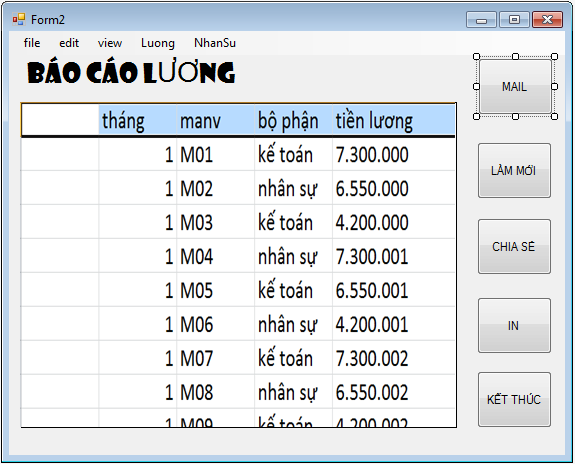 Form2
file edit view Luong NhanSu
BÁO CÁO LƯƠNG
tháng manv bộ phận tiền lương
1 M01 kế toán 7.300.000
1 M02 nhân sự 6.550.000
1 M03 kế toán 4.200.000
1 M04 nhân sự 7.300.001
1 M05 kế toán 6.550.001
1 M06 nhân sự 4.200.001
1 M07 kế toán 7.300.002
1 M08 nhân sự 6.550.002
1 M09 kế toán 4.200.002
MAIL
LÀM MỚI
CHIA SẺ
IN
KẾT THÚC